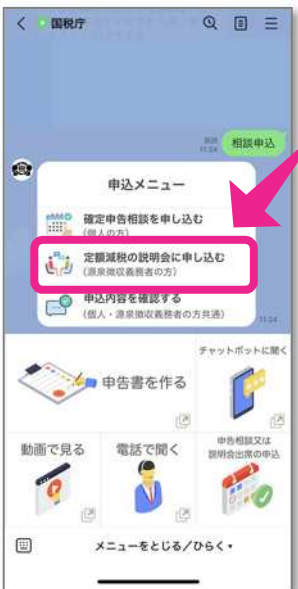 国税庁
相談申込
既読
11:24
申込メニュー
確定申告相談を申し込む
(個人の方)
定額減税の説明会に申し込む
(源泉徴収義務者の方)
申込内容を確認する
(個人・源泉徴収義務者の方共通)
11:24
チャットボットに聞く
申告書を作る
動画で見る
電話で聞く
申告相談又は
説明会出席の申込
メニューをとじる/ひらく▾